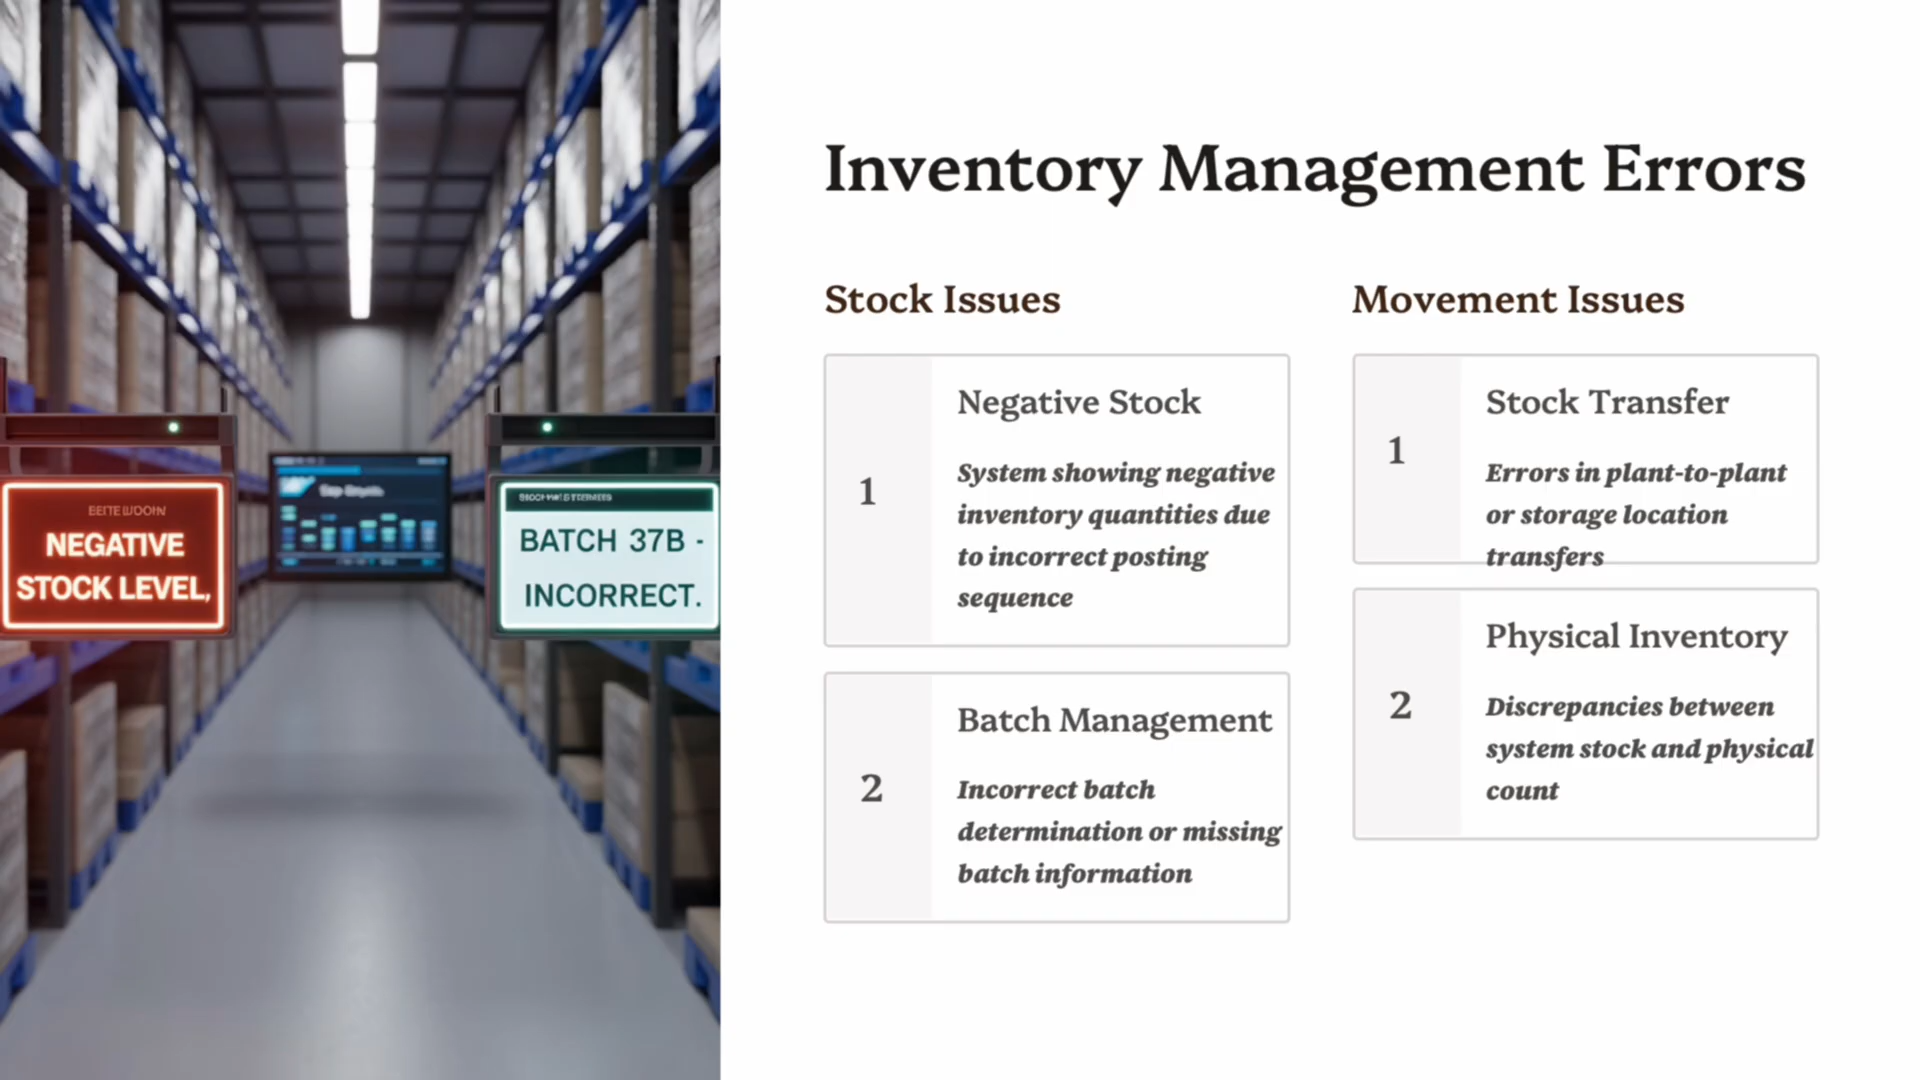 NEGATIVE
STOCK LEVEL,
BATCH 37B -
INCORRECT.
Inventory Management Errors
Stock Issues
1
Negative Stock
System showing negative
inventory quantities due
to incorrect posting
sequence
2
Batch Management
Incorrect batch
determination or missing
batch information
Movement Issues
1
Stock Transfer
Errors in plant-to-plant
or storage location
transfers
2
Physical Inventory
Discrepancies between
system stock and physical
count